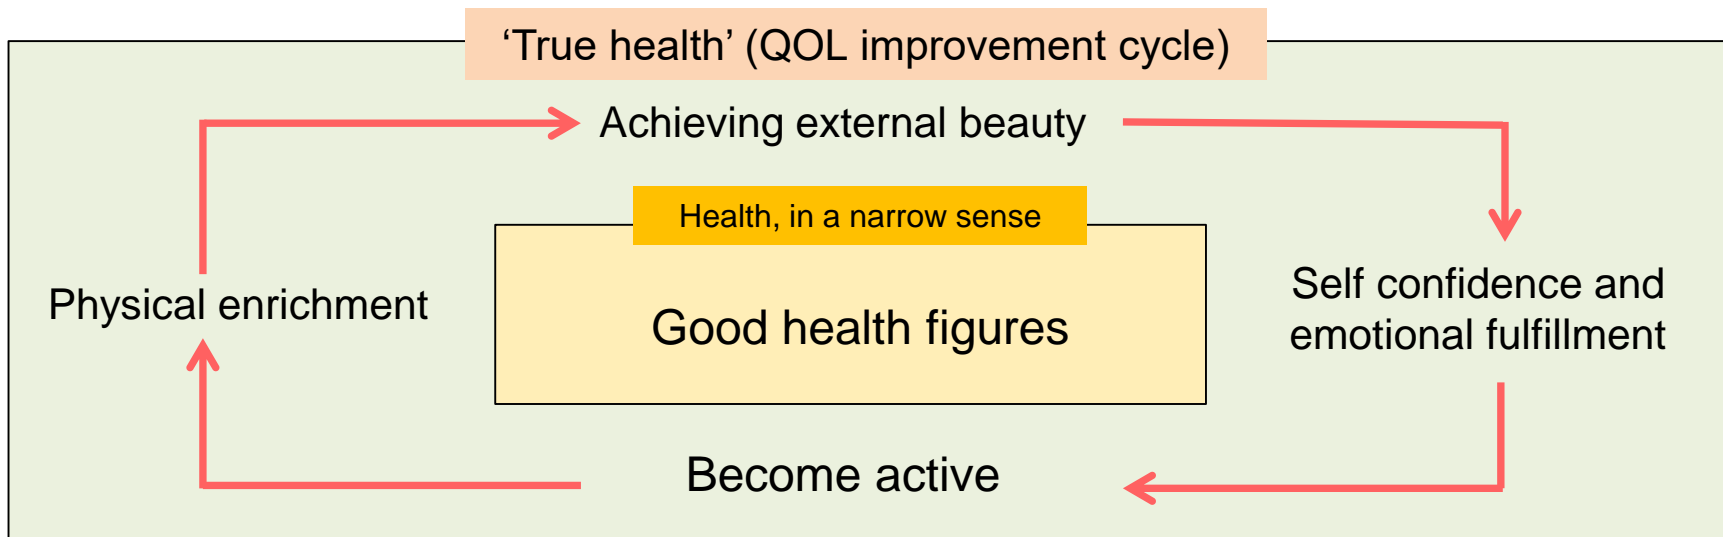 ‘True health’ (QOL improvement cycle)
Achieving external beauty
Health, in a narrow sense
Good health figures
Physical enrichment
Self confidence and
emotional fulfillment
Become active